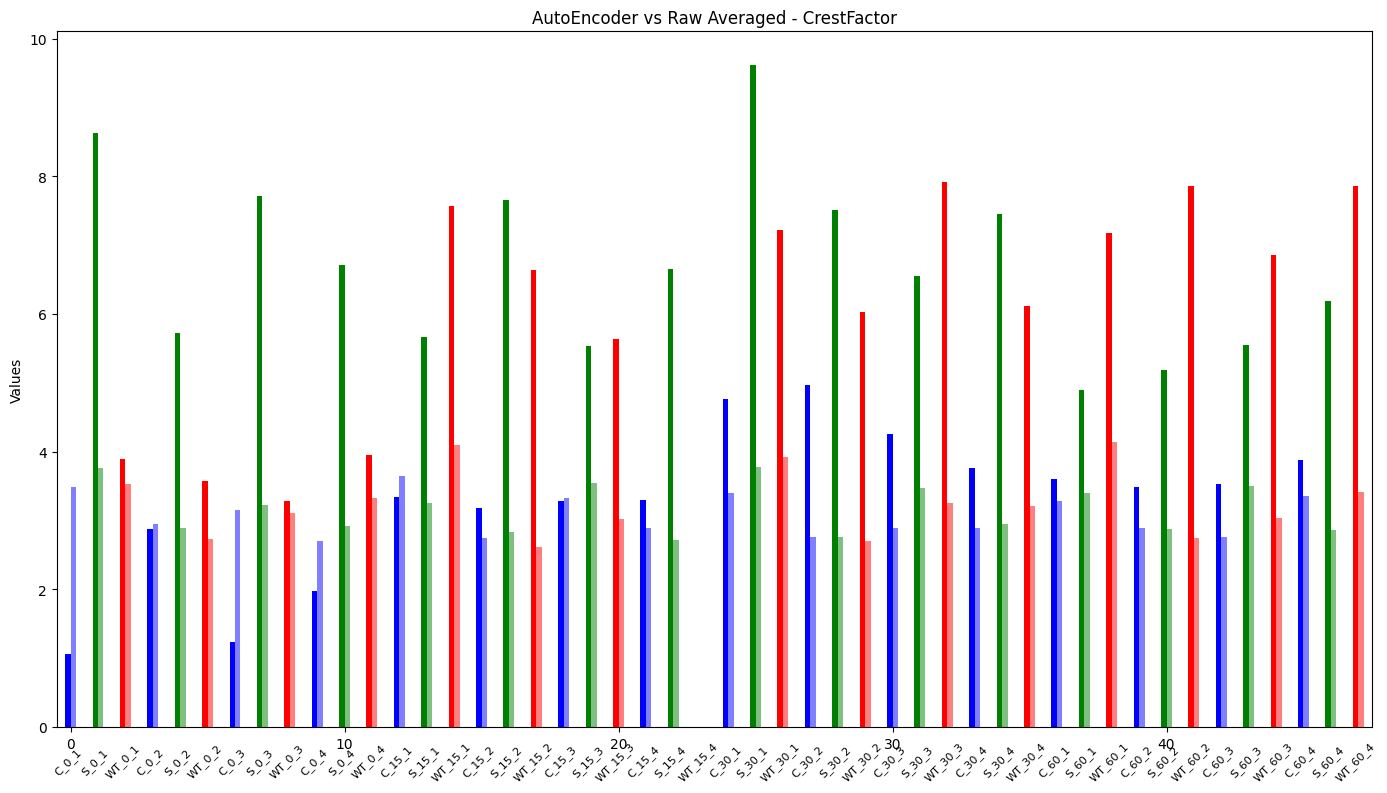 AutoEncoder vs Raw Averaged - CrestFactor
10
8
6
4
2
0
Values
0 10 20 30 40
C_0_1 S_0_1 WT_0_1 C_0_2 S_0_2 WT_0_2 C_0_3 S_0_3 WT_0_3 C_0_4 S_0_4 WT_0_4 C_15_1 S_15_1 WT_15_1 C_15_2 S_15_2 WT_15_2 C_15_3 S_15_3 WT_15_3 C_15_4 S_15_4 WT_15_4 C_30_1 S_30_1 WT_30_1 C_30_2 S_30_2 WT_30_2 C_30_3 S_30_3 WT_30_3 C_30_4 S_30_4 WT_30_4 C_60_1 S_60_1 WT_60_1 C_60_2 S_60_2 WT_60_2 C_60_3 S_60_3 WT_60_3 C_60_4 S_60_4 WT_60_4